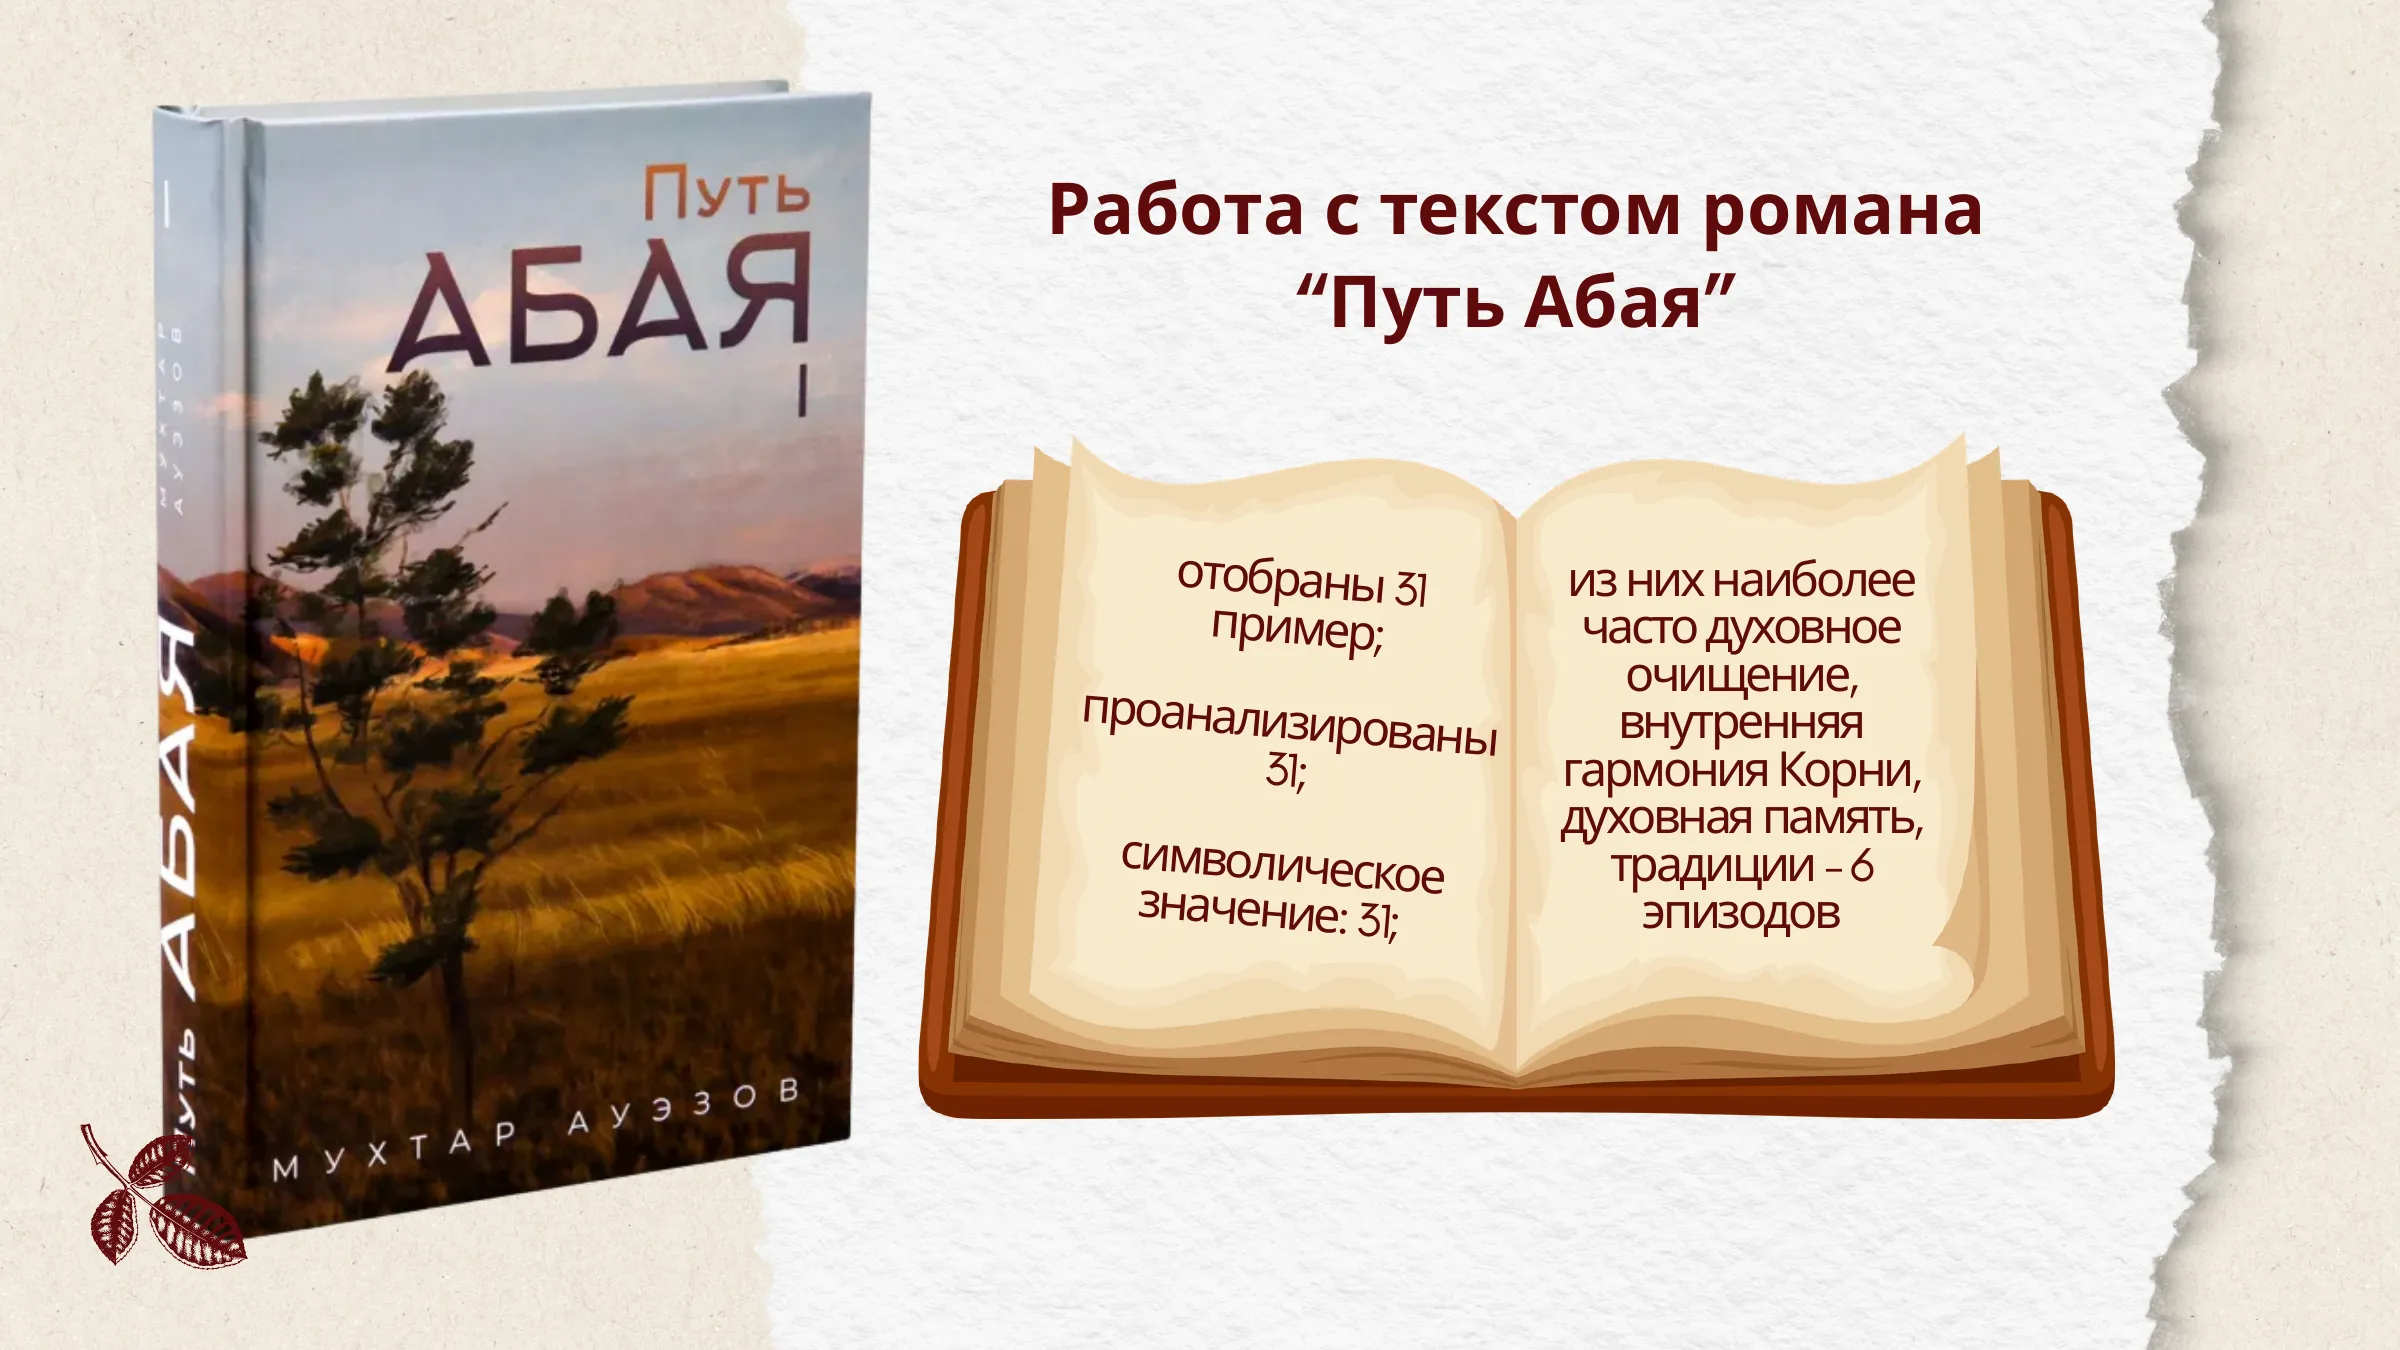 Путь
АБАЯ
I
МУХТАР АУЭЗОВ
I
МУХТАР
АУЭЗОВ
Путь АБАЯ
Работа с текстом романа
“Путь Абая”
отобраны 31
пример;
проанализированы
31;
символическое
значение: 31;
из них наиболее
часто духовное
очищение,
внутренняя
гармония Корни,
духовная память,
традиции – 6
эпизодов